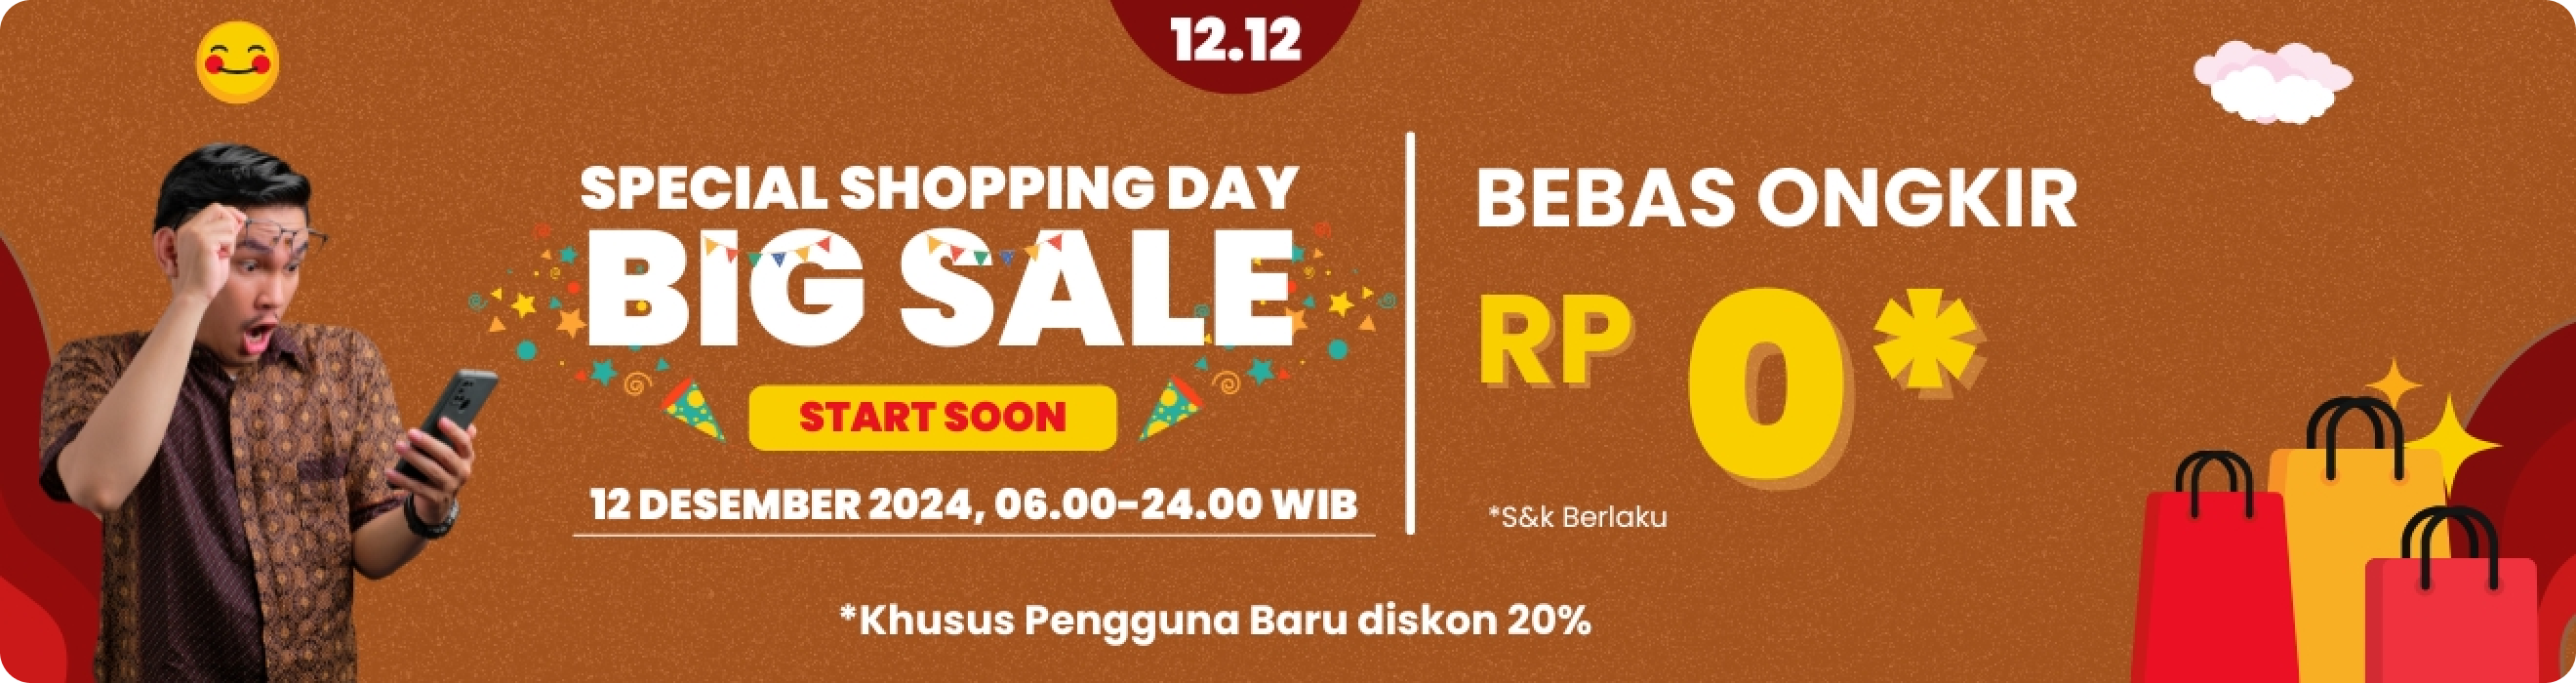 12.12
SPECIAL SHOPPING DAY
BIG SALE
START SOON
12 DESEMBER 2024, 06.00-24.00 WIB
BEBAS ONGKIR
RP 0*
*S&k Berlaku
*Khusus Pengguna Baru diskon 20%